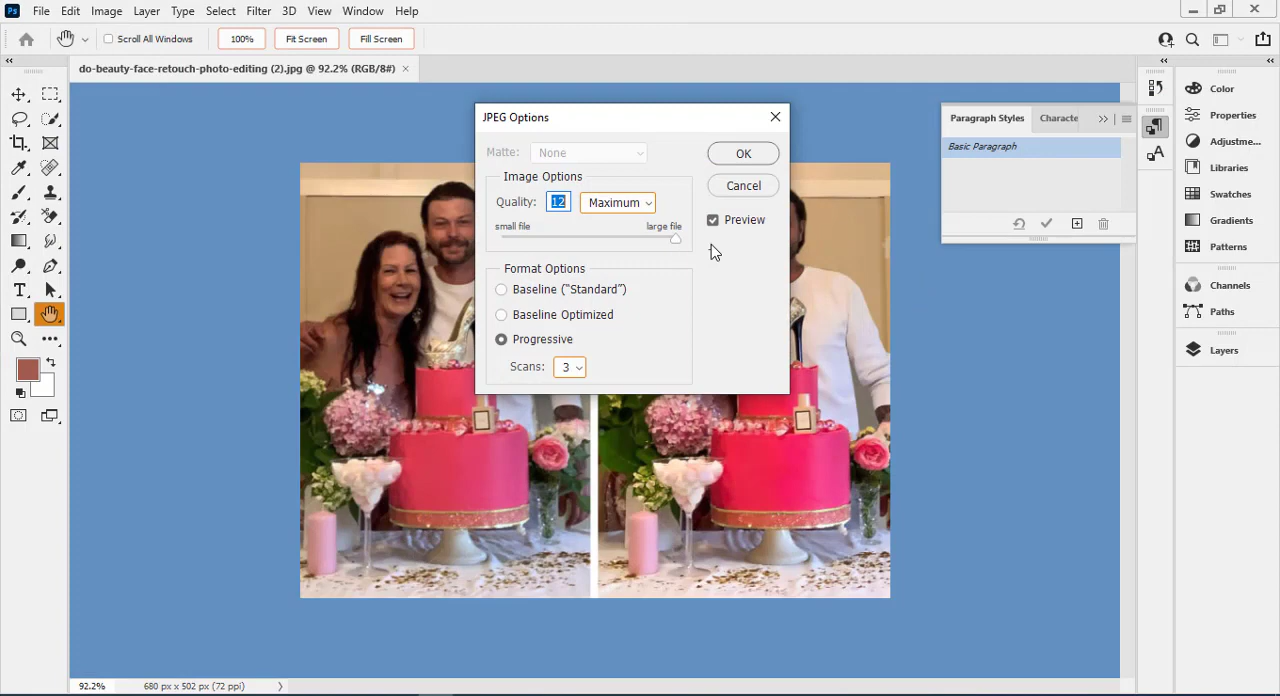 Ps File Edit Image Layer Type Select Filter 3D View Window Help
Scroll All Windows 100% Fit Screen Fill Screen
do-beauty-face-retouch-photo-editing (2).jpg @ 92.2% (RGB/8#) ×
JPEG Options
Matte: None
OK
Image Options
Cancel
Quality: 12 Maximum
Preview
small file large file
Format Options
Baseline ("Standard")
Baseline Optimized
Progressive
Scans: 3
Paragraph Styles Characte
Basic Paragraph
Color
Properties
Adjustme...
Libraries
Swatches
Gradients
Patterns
Channels
Paths
Layers
92.2% 680 px x 502 px (72 ppi)